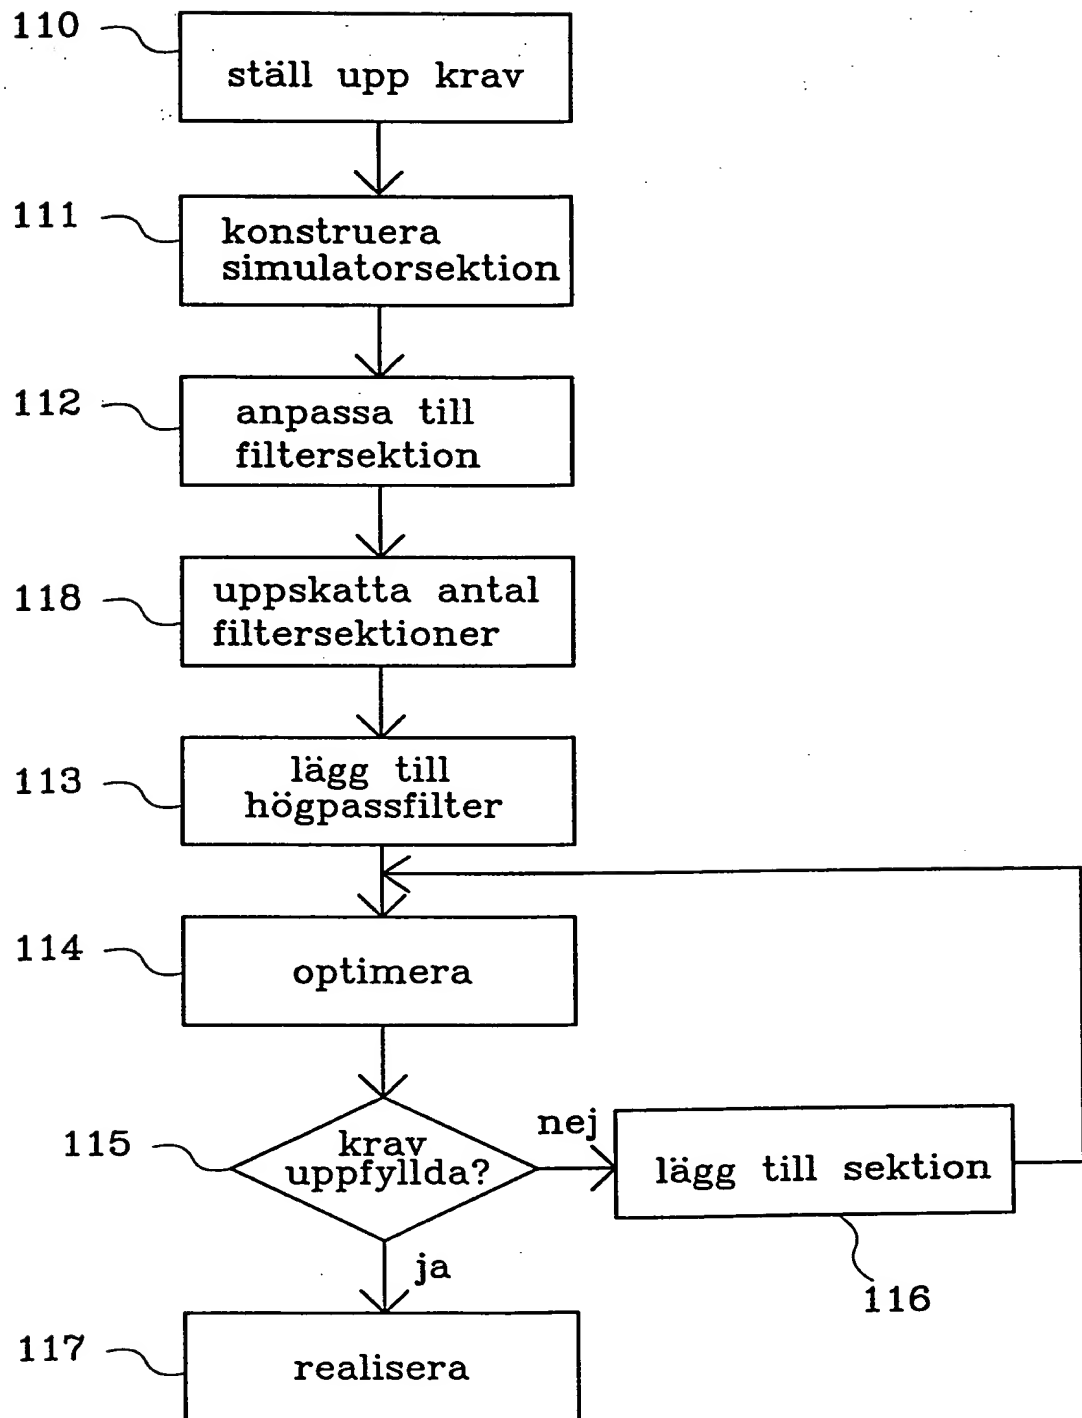 110
ställ upp krav
111
konstruera
simulatorsektion
112
anpassa till
filtersektion
118
uppskatta antal
filtersektioner
113
lägg till
högpassfilter
114
optimera
115
krav
uppfyllda?
nej
lägg till sektion
116
ja
117
realisera